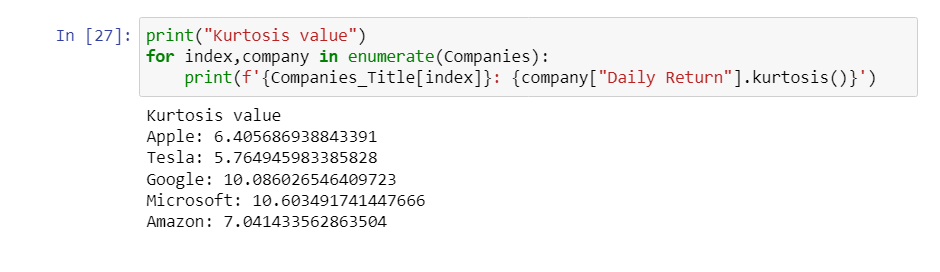 In [27]: print("Kurtosis value")
for index,company in enumerate(Companies):
    print(f'{Companies_Title[index]}: {company["Daily Return"].kurtosis()}')
Kurtosis value
Apple: 6.405686938843391
Tesla: 5.764945983385828
Google: 10.086026546409723
Microsoft: 10.603491741447666
Amazon: 7.041433562863504